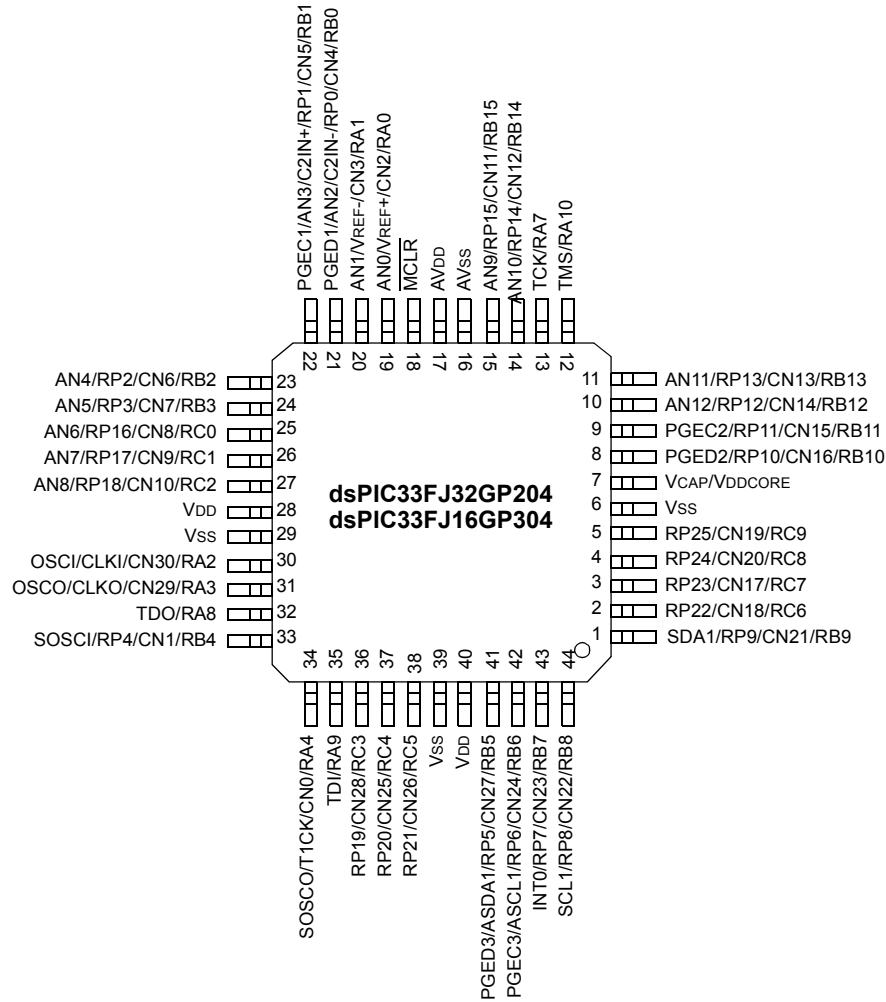 PGEC1/AN3/C2IN+/RP1/CN5/RB1
PGED1/AN2/C2IN-/RP0/CN4/RB0
AN1/VREF-/CN3/RA1
AN0/VREF+/CN2/RA0
MCLR
AVDD
AVSS
AN9/RP15/CN11/RB15
AN10/RP14/CN12/RB14
TCK/RA7
TMS/RA10
22 21 20 19 18 17 16 15 14 13 12
AN4/RP2/CN6/RB2 23
AN5/RP3/CN7/RB3 24
AN6/RP16/CN8/RC0 25
AN7/RP17/CN9/RC1 26
AN8/RP18/CN10/RC2 27
VDD 28
VSS 29
OSCI/CLKI/CN30/RA2 30
OSCO/CLKO/CN29/RA3 31
TDO/RA8 32
SOSCI/RP4/CN1/RB4 33
dsPIC33FJ32GP204
dsPIC33FJ16GP304
11 AN11/RP13/CN13/RB13
10 AN12/RP12/CN14/RB12
9 PGEC2/RP11/CN15/RB11
8 PGED2/RP10/CN16/RB10
7 VCAP/VDDCORE
6 VSS
5 RP25/CN19/RC9
4 RP24/CN20/RC8
3 RP23/CN17/RC7
2 RP22/CN18/RC6
1 SDA1/RP9/CN21/RB9
34 35 36 37 38 39 40 41 42 43 44
SOSCO/T1CK/CN0/RA4
TDI/RA9
RP19/CN28/RC3
RP20/CN25/RC4
RP21/CN26/RC5
VSS
VDD
PGED3/ASDA1/RP5/CN27/RB5
PGEC3/ASCL1/RP6/CN24/RB6
INT0/RP7/CN23/RB7
SCL1/RP8/CN22/RB8